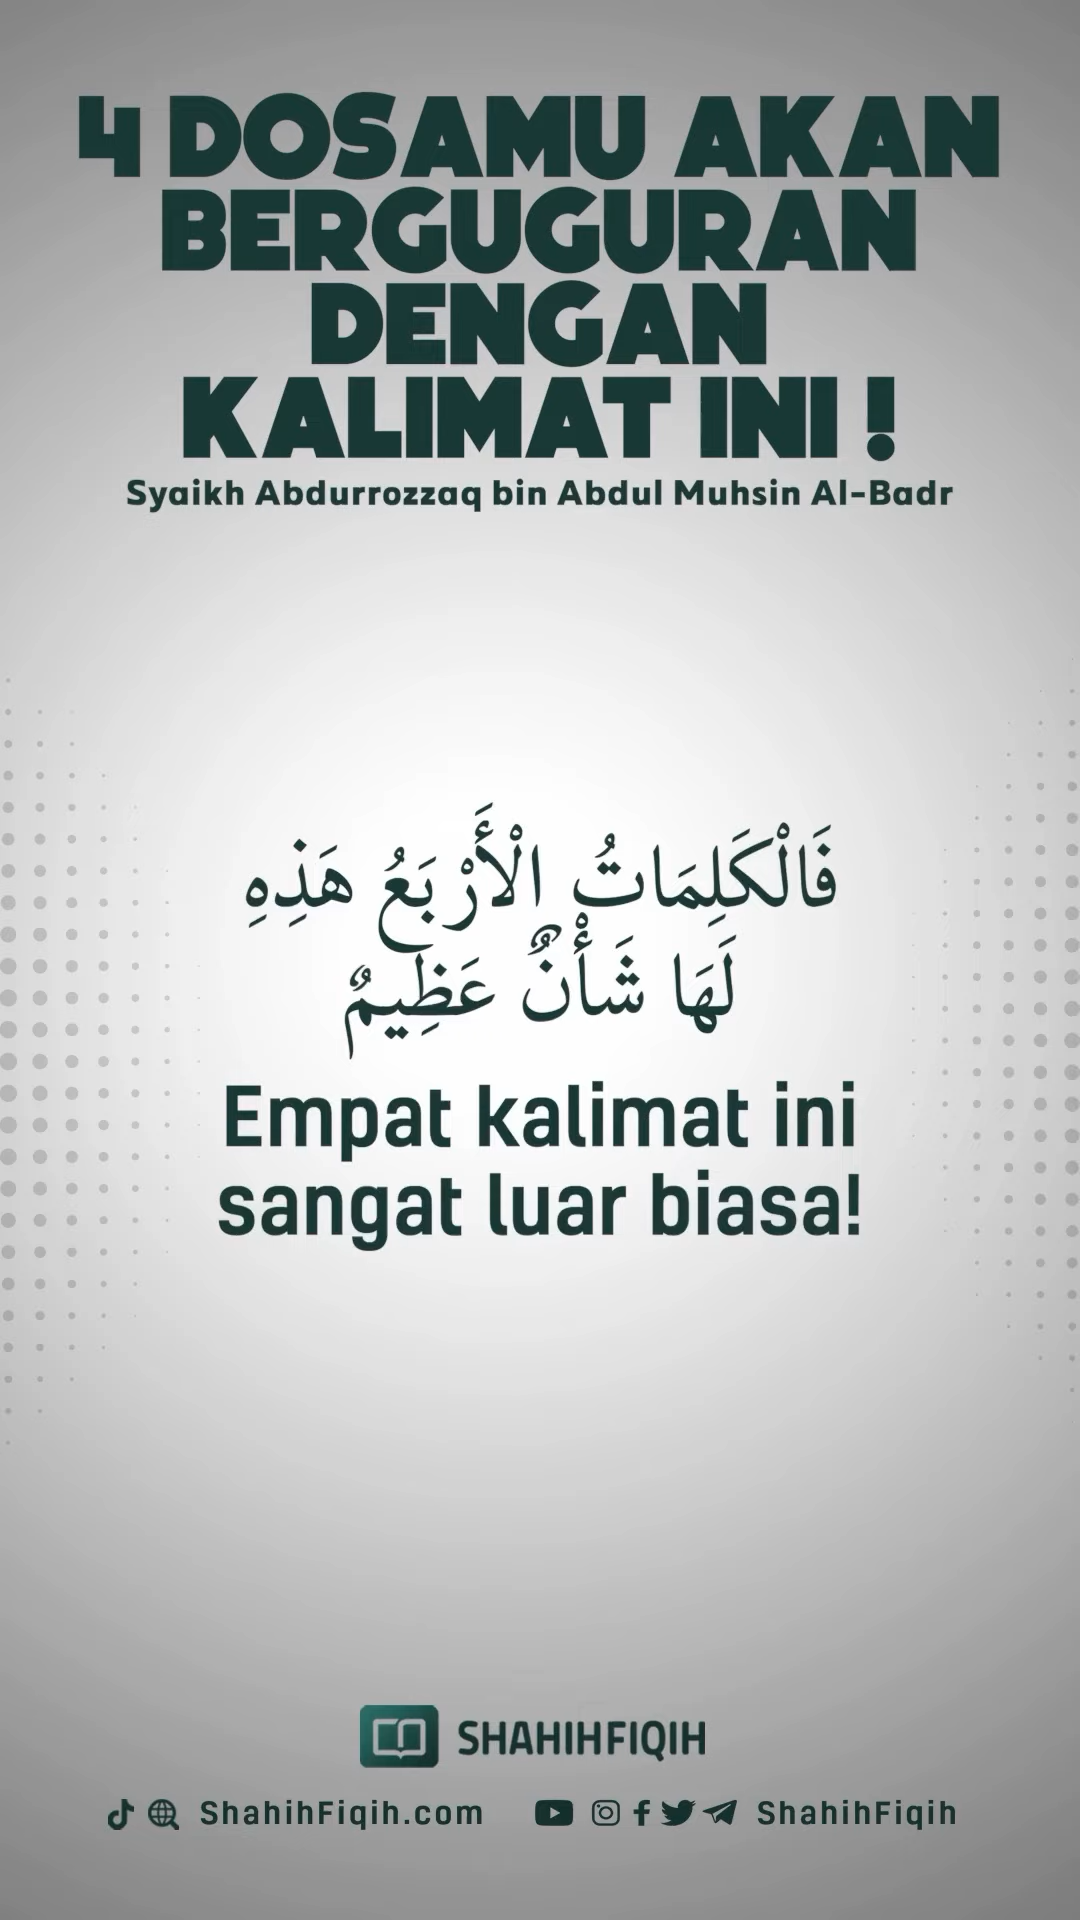 4 DOSAMU AKAN
BERGUGURAN
DENGAN
KALIMAT INI !
Syaikh Abdurrozzaq bin Abdul Muhsin Al-Badr
فَالْكَلِمَاتُ الْأَرْبَعُ هَذِهِ
لَهَا شَأْنٌ عَظِيمٌ
Empat kalimat ini
sangat luar biasa!
SHAHIHFIQIH
ShahihFiqih.com ShahihFiqih